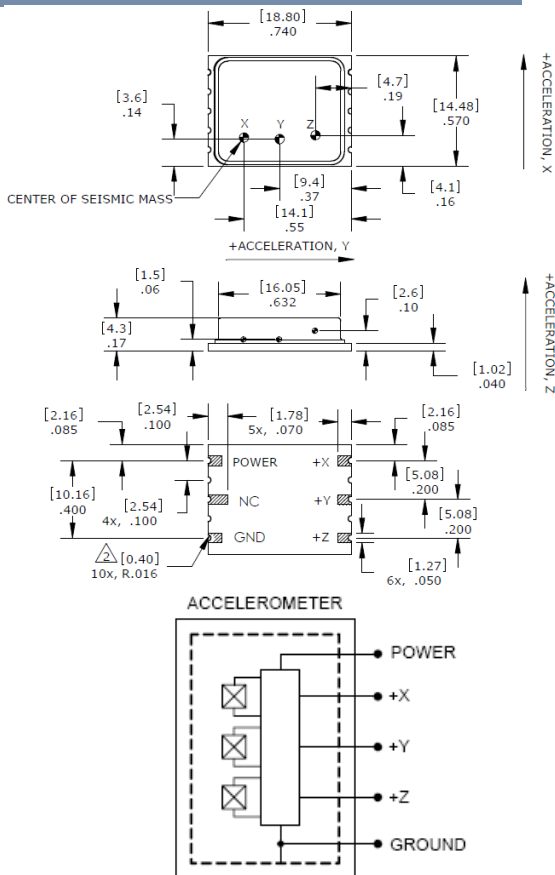 [18.80]
.740
[3.6]
.14
[4.7]
.19
[14.48]
.570
X Y Z
CENTER OF SEISMIC MASS
[9.4]
.37
[4.1]
.16
[14.1]
.55
+ACCELERATION, X
+ACCELERATION, Y
[1.5]
.06
[16.05]
.632
[2.6]
.10
[4.3]
.17
[1.02]
.040
+ACCELERATION, Z
[2.16]
.085
[2.54]
.100
[1.78]
5x, .070
[2.16]
.085
POWER +X
[10.16]
.400
[5.08]
.200
[2.54]
4x, .100
NC +Y
[5.08]
.200
GND +Z
2 [0.40]
10x, R.016
[1.27]
6x, .050
ACCELEROMETER
POWER
+X
+Y
+Z
GROUND